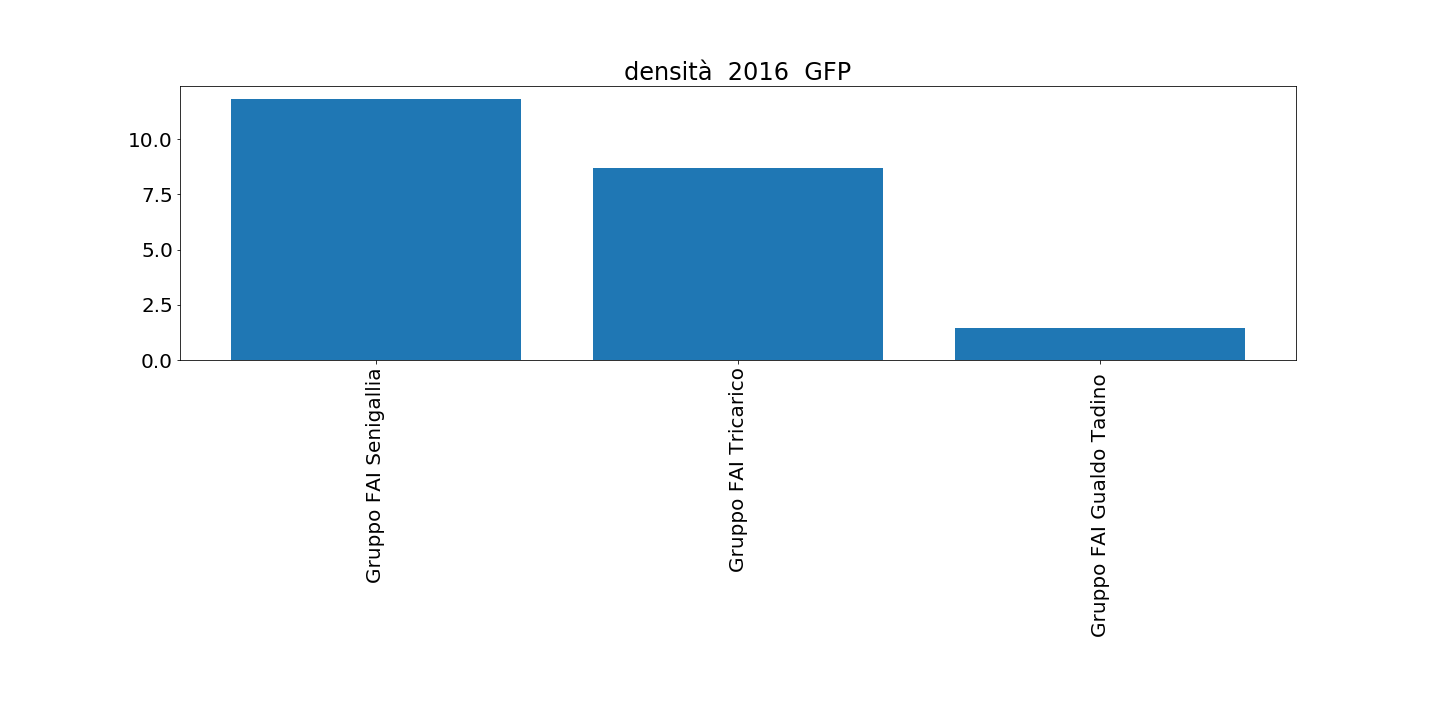 densità 2016 GFP
10.0
7.5
5.0
2.5
0.0
Gruppo FAI Senigallia
Gruppo FAI Tricarico
Gruppo FAI Gualdo Tadino